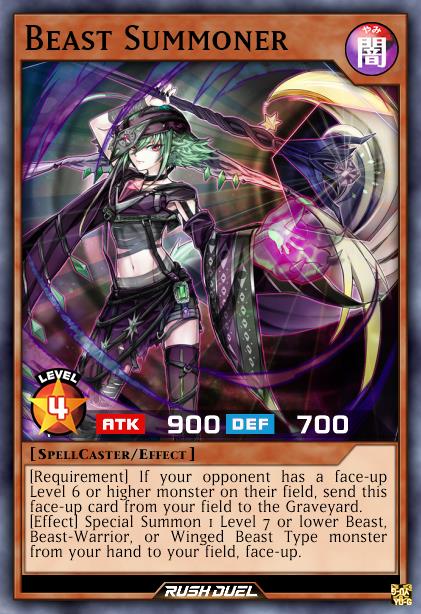 BEAST SUMMONER
やみ
闇
LEVEL
4
ATK 900 DEF 700
[SPELLCASTER/EFFECT]
[Requirement] If your opponent has a face-up
Level 6 or higher monster on their field, send this
face-up card from your field to the Graveyard.
[Effect] Special Summon 1 Level 7 or lower Beast,
Beast-Warrior, or Winged Beast Type monster
from your hand to your field, face-up.
RUSH DUEL